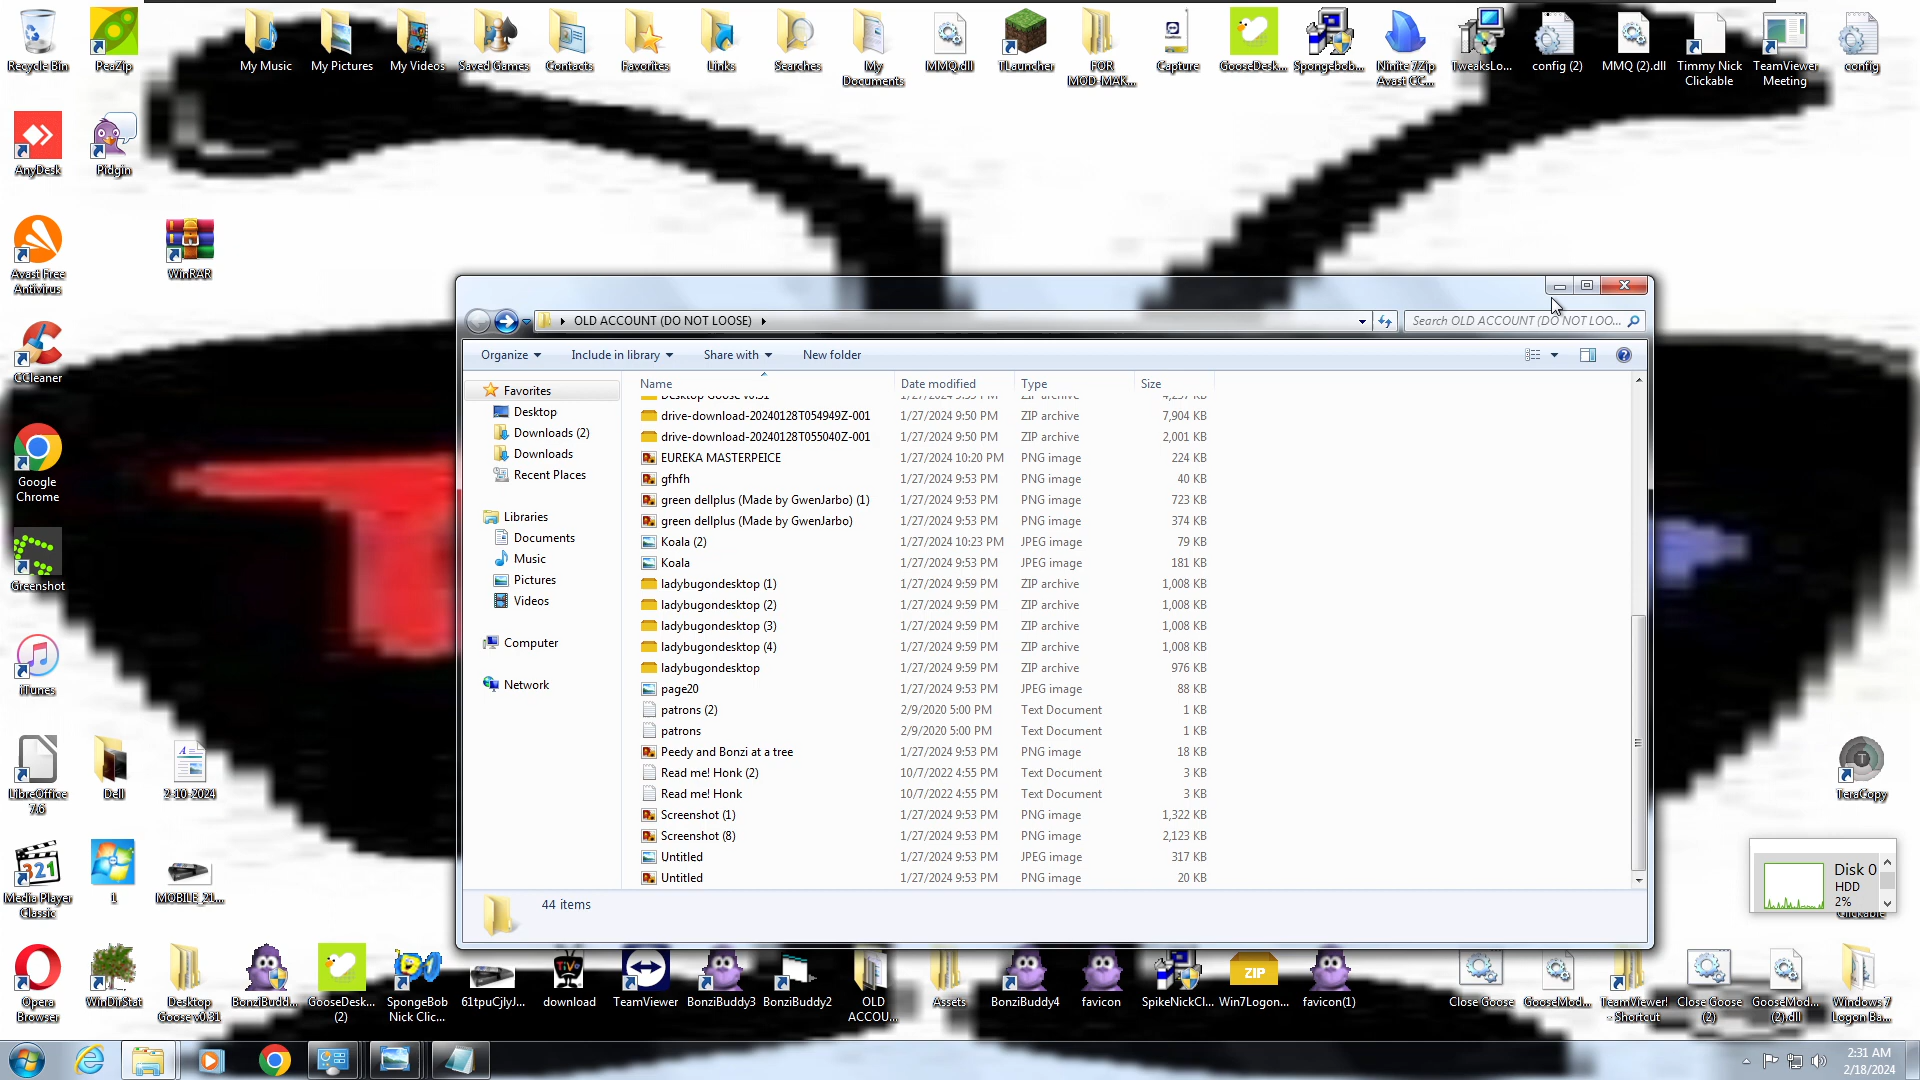 Recycle Bin
PeaZip
My Music
My Pictures
My Videos
Saved Games
Contacts
Favorites
Links
Searches
My
Documents
MMQ.dll
TLauncher
FOR
MOD-MAK...
Capture
GooseDesk...
Spongebob...
Ninite 7Zip
Avast CC...
TweaksLo...
config (2)
MMQ (2).dll
Timmy Nick
Clickable
TeamViewer
Meeting
config
AnyDesk
Pidgin
Avast Free
Antivirus
WinRAR
CCleaner
Google
Chrome
Greenshot
iTunes
LibreOffice
7.6
Dell
2-10-2024
Media Player
Classic
1
MOBILE_21...
OLD ACCOUNT (DO NOT LOOSE)
Search OLD ACCOUNT (DO NOT LOO...
Organize
Include in library
Share with
New folder
Favorites
Desktop
Downloads (2)
Downloads
Recent Places
Libraries
Documents
Music
Pictures
Videos
Computer
Network
Name Date modified Type Size
Desktop Goose v0.31 1/27/2024 9:59 PM ZIP archive 4,257 KB
drive-download-20240128T054949Z-001 1/27/2024 9:50 PM ZIP archive 7,904 KB
drive-download-20240128T055040Z-001 1/27/2024 9:50 PM ZIP archive 2,001 KB
EUREKA MASTERPEICE 1/27/2024 10:20 PM PNG image 224 KB
gfhfh 1/27/2024 9:53 PM PNG image 40 KB
green dellplus (Made by GwenJarbo) (1) 1/27/2024 9:53 PM PNG image 723 KB
green dellplus (Made by GwenJarbo) 1/27/2024 9:53 PM PNG image 374 KB
Koala (2) 1/27/2024 10:23 PM JPEG image 79 KB
Koala 1/27/2024 9:53 PM JPEG image 181 KB
ladybugondesktop (1) 1/27/2024 9:59 PM ZIP archive 1,008 KB
ladybugondesktop (2) 1/27/2024 9:59 PM ZIP archive 1,008 KB
ladybugondesktop (3) 1/27/2024 9:59 PM ZIP archive 1,008 KB
ladybugondesktop (4) 1/27/2024 9:59 PM ZIP archive 1,008 KB
ladybugondesktop 1/27/2024 9:59 PM ZIP archive 976 KB
page20 1/27/2024 9:53 PM JPEG image 88 KB
patrons (2) 2/9/2020 5:00 PM Text Document 1 KB
patrons 2/9/2020 5:00 PM Text Document 1 KB
Peedy and Bonzi at a tree 1/27/2024 9:53 PM PNG image 18 KB
Read me! Honk (2) 10/7/2022 4:55 PM Text Document 3 KB
Read me! Honk 10/7/2022 4:55 PM Text Document 3 KB
Screenshot (1) 1/27/2024 9:53 PM PNG image 1,322 KB
Screenshot (8) 1/27/2024 9:53 PM PNG image 2,123 KB
Untitled 1/27/2024 9:53 PM JPEG image 317 KB
Untitled 1/27/2024 9:53 PM PNG image 20 KB
44 items
TeraCopy
Disk 0
HDD
2%
Clickable
Opera
Browser
WinDirStat
Desktop
Goose v0.31
BonziBudd...
GooseDesk...
(2)
SpongeBob
Nick Clic...
61tpuCjlyJ...
TiVo
download
TeamViewer
BonziBuddy3
BonziBuddy2
OLD
ACCOU...
Assets
BonziBuddy4
favicon
SpikeNickCl...
ZIP
Win7Logon...
favicon(1)
Close Goose
GooseMod...
TeamViewer!
- Shortcut
Close Goose
(2)
GooseMod...
(2).dll
Windows 7
Logon Ba...
2:31 AM
2/18/2024